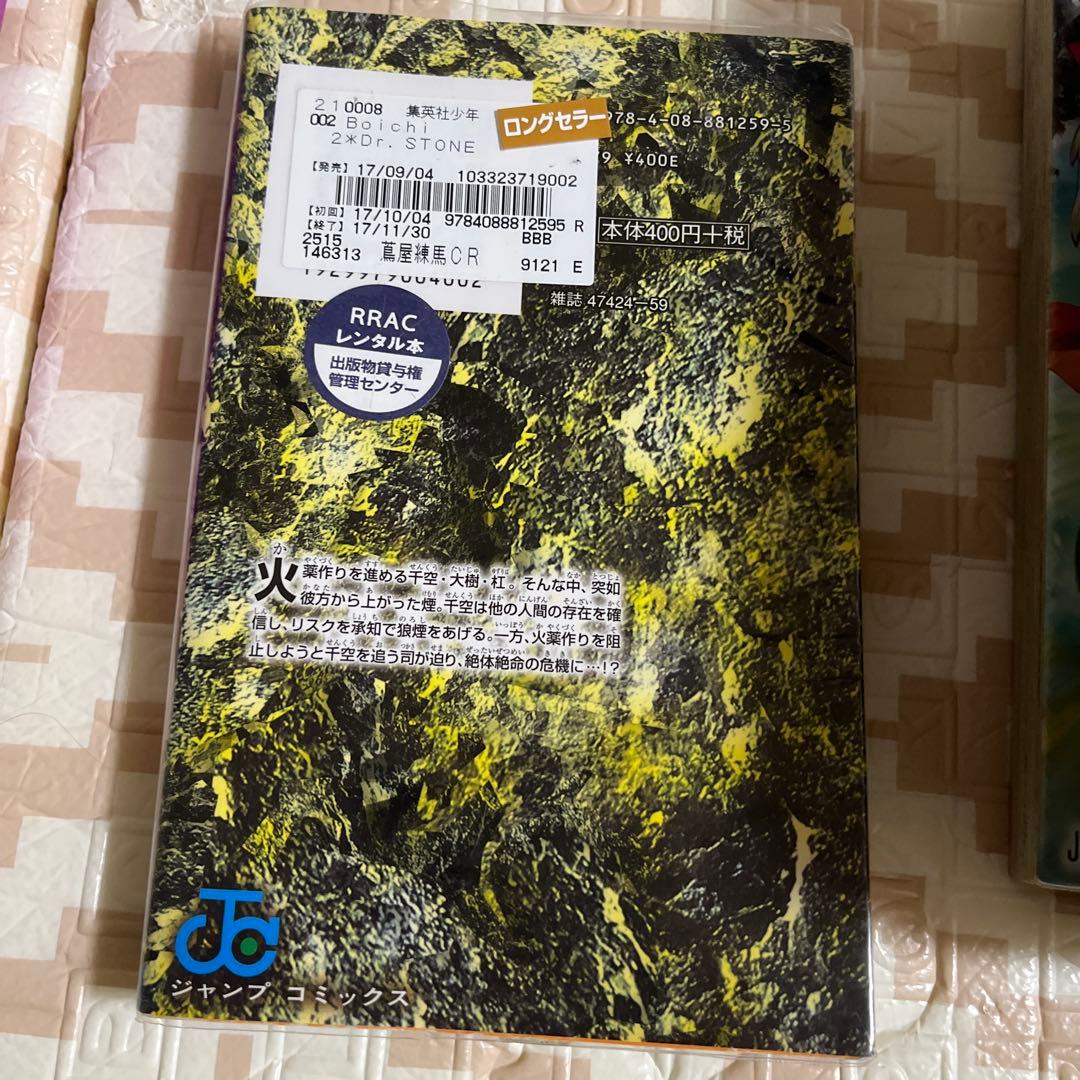 210008 集英社少年
002 Boichi
2*Dr. STONE
ロングセラー
978-4-08-881259-5
9 ¥400E
【発売】 17/09/04 103323719002
【初回】 17/10/04 9784088812595 R
【終了】 17/11/30 BBB
2515
146313 蔦屋練馬CR 9121 E
本体400円+税
雑誌 47424-59
RRAC
レンタル本
出版物貸与権
管理センター
火薬作りを進める千空・大樹・杠。そんな中、突如
彼方から上がった煙。千空は他の人間の存在を確
信し、リスクを承知で狼煙をあげる。一方、火薬作りを阻
止しようと千空を追う司が迫り、絶体絶命の危機に…!?
ジャンプ コミックス
J